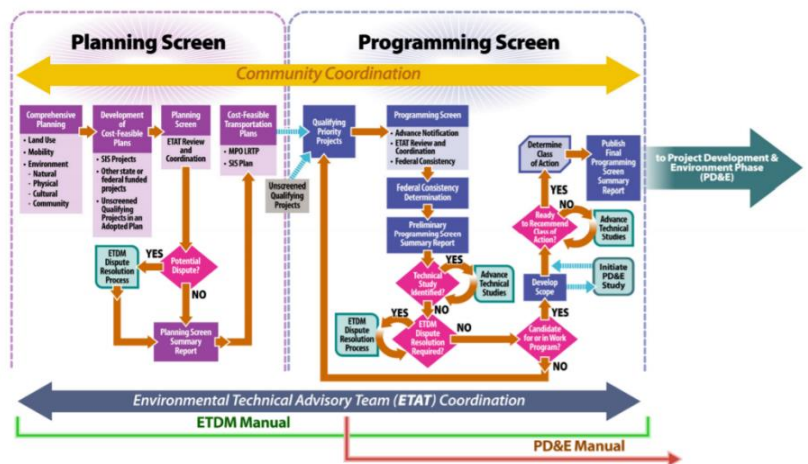 Planning Screen
Programming Screen
Community Coordination
Comprehensive
Planning
• Land Use
• Mobility
• Environment
- Natural
- Physical
- Cultural
- Community
Development
of
Cost-Feasible
Plans
• SIS Projects
• Other state or
federal funded
projects
• Unscreened
Qualifying
Projects in an
Adopted Plan
Planning
Screen
ETAT Review
and
Coordination
Cost-Feasible
Transportation
Plans
• MPO LRTP
• SIS Plan
Unscreened
Qualifying
Projects
ETDM
Dispute
Resolution
Process
YES
Potential
Dispute?
NO
Planning Screen
Summary
Report
Qualifying
Priority
Projects
Programming
Screen
• Advance Notification
• ETAT Review and
Coordination
• Federal Consistency
Federal Consistency
Determination
Preliminary
Programming Screen
Summary Report
YES
Technical
Study
Identified?
Advance
Technical
Studies
NO
YES
ETDM
Dispute
Resolution
Process
ETDM
Dispute
Resolution
Required?
NO
Candidate
for or in Work
Program?
NO
YES
Develop
Scope
Initiate
PD&E
Study
Ready
to Recommend
Class of
Action?
NO
Advance
Technical
Studies
YES
Determine
Class
of Action
Publish
Final
Programming
Screen
Summary
Report
to Project Development &
Environment Phase
(PD&E)
Environmental Technical Advisory Team (ETAT) Coordination
ETDM Manual
PD&E Manual